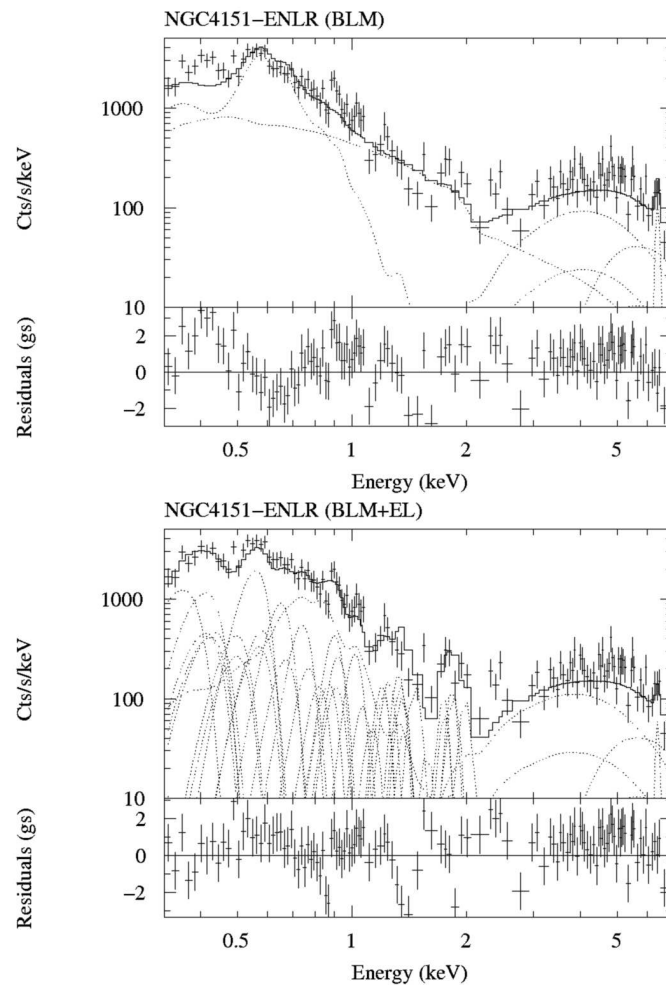 NGC4151−ENLR (BLM)
1000
Cts/s/keV
100
10
Residuals (gs)
2
0
−2
0.5 1 2 5
Energy (keV)
NGC4151−ENLR (BLM+EL)
1000
Cts/s/keV
100
10
Residuals (gs)
2
0
−2
0.5 1 2 5
Energy (keV)